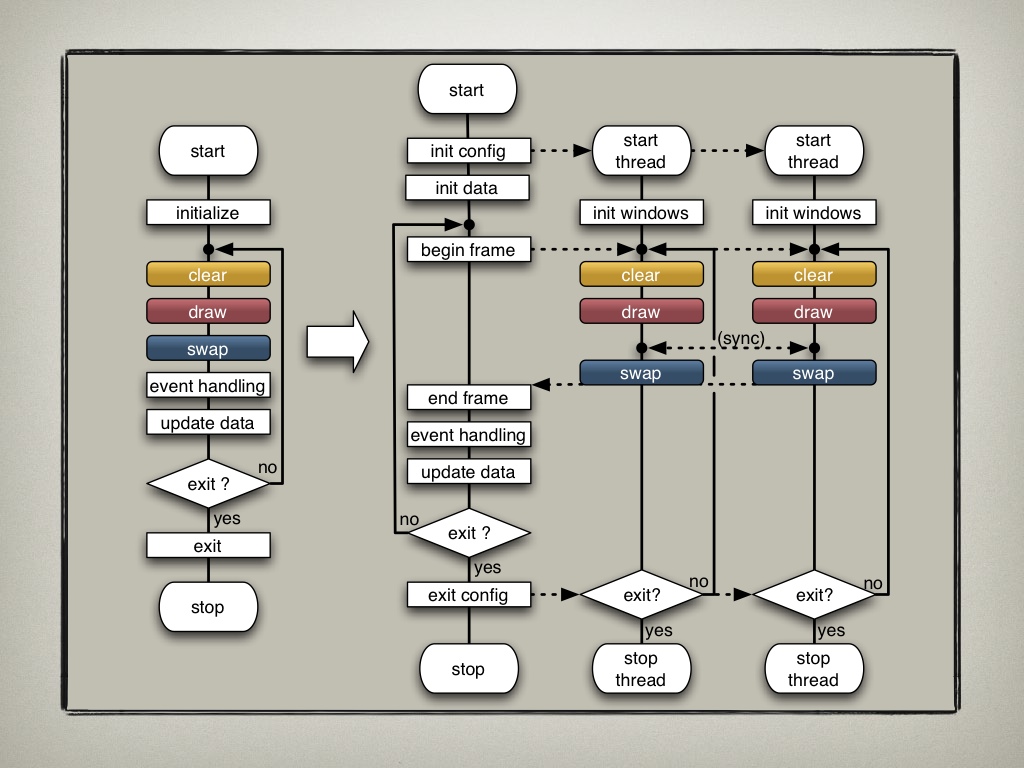 start
initialize
clear
draw
swap
event handling
update data
exit ?
no
yes
exit
stop
start
init config
init data
begin frame
end frame
event handling
update data
exit ?
no
yes
exit config
stop
start
thread
init windows
clear
draw
(sync)
swap
exit?
no
yes
stop
thread
start
thread
init windows
clear
draw
swap
exit?
no
yes
stop
thread